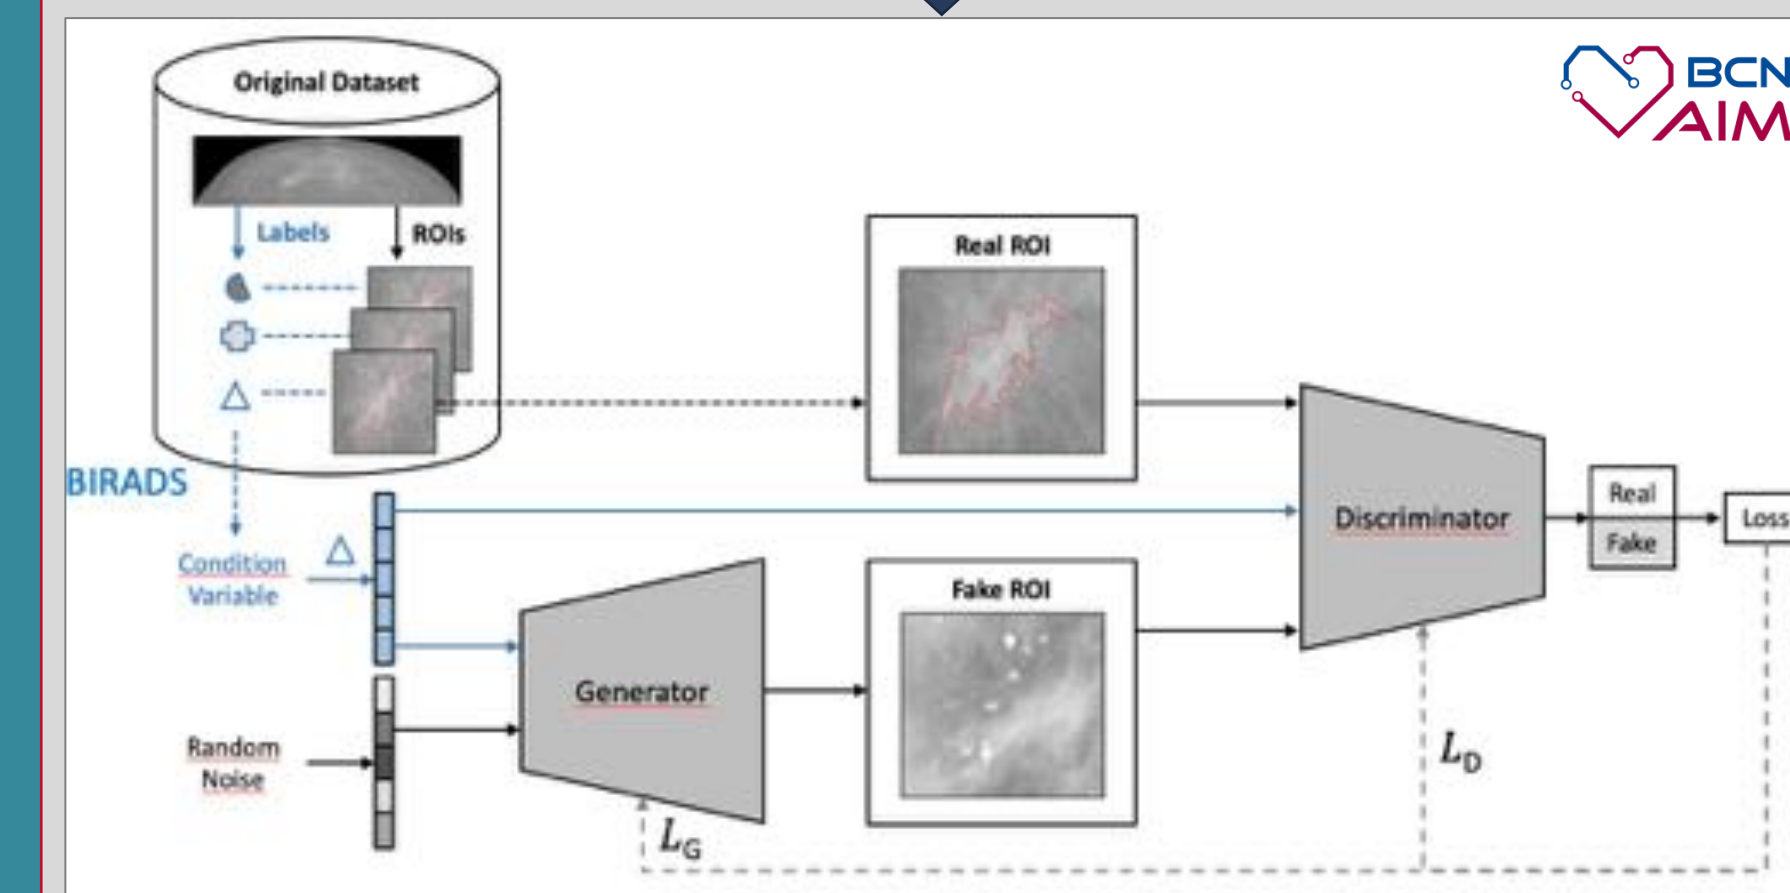 Original Dataset
BCN
AIM
Labels
ROIs
Real ROI
BIRADS
Condition
Variable
Discriminator
Real
Fake
Loss
Fake ROI
Generator
Random
Noise
L_D
L_G